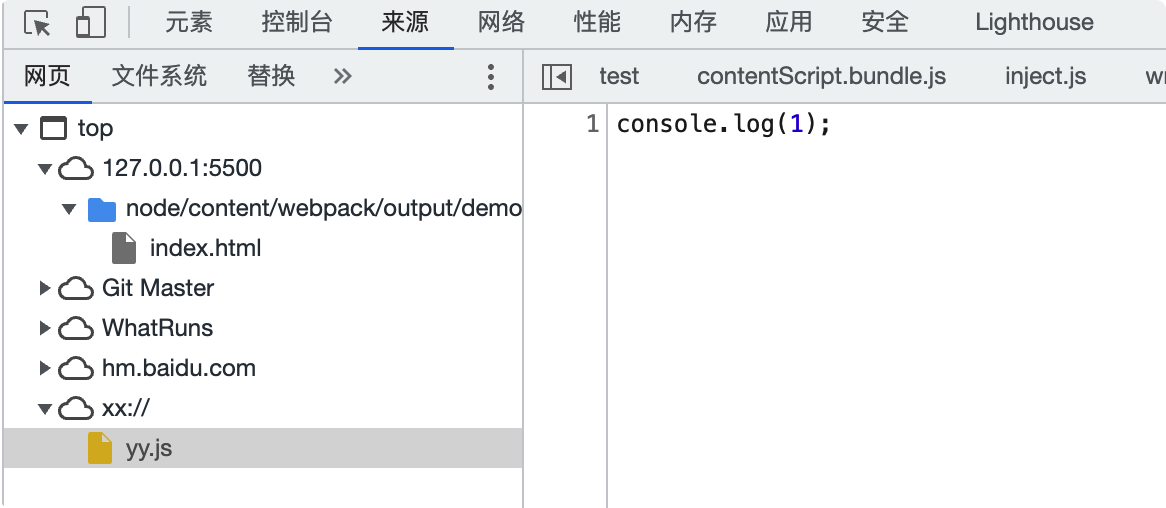 元素 控制台 来源 网络 性能 内存 应用 安全 Lighthouse
网页 文件系统 替换 »
test contentScript.bundle.js inject.js
top
127.0.0.1:5500
node/content/webpack/output/demo
index.html
Git Master
WhatRuns
hm.baidu.com
xx://
yy.js
1 console.log(1);